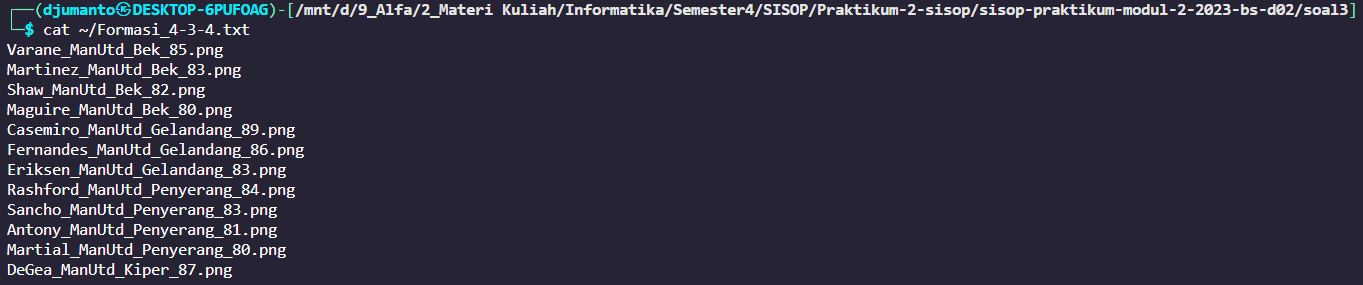 ┌──(djumanto㉿DESKTOP-6PUFOAG)-[/mnt/d/9_Alfa/2_Materi Kuliah/Informatika/Semester4/SISOP/Praktikum-2-sisop/sisop-praktikum-modul-2-2023-bs-d02/soal3]
└─$ cat ~/Formasi_4-3-4.txt
Varane_ManUtd_Bek_85.png
Martinez_ManUtd_Bek_83.png
Shaw_ManUtd_Bek_82.png
Maguire_ManUtd_Bek_80.png
Casemiro_ManUtd_Gelandang_89.png
Fernandes_ManUtd_Gelandang_86.png
Eriksen_ManUtd_Gelandang_83.png
Rashford_ManUtd_Penyerang_84.png
Sancho_ManUtd_Penyerang_83.png
Antony_ManUtd_Penyerang_81.png
Martial_ManUtd_Penyerang_80.png
DeGea_ManUtd_Kiper_87.png